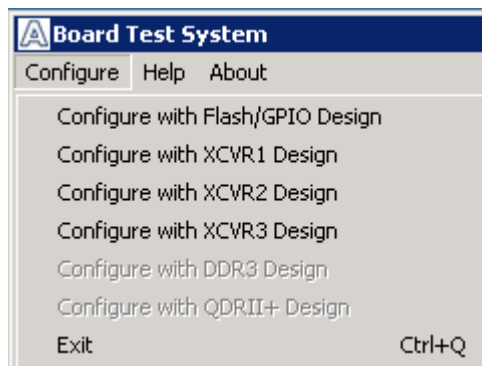 Board Test System
Configure Help About
Configure with Flash/GPIO Design
Configure with XCVR1 Design
Configure with XCVR2 Design
Configure with XCVR3 Design
Configure with DDR3 Design
Configure with QDRII+ Design
Exit Ctrl+Q